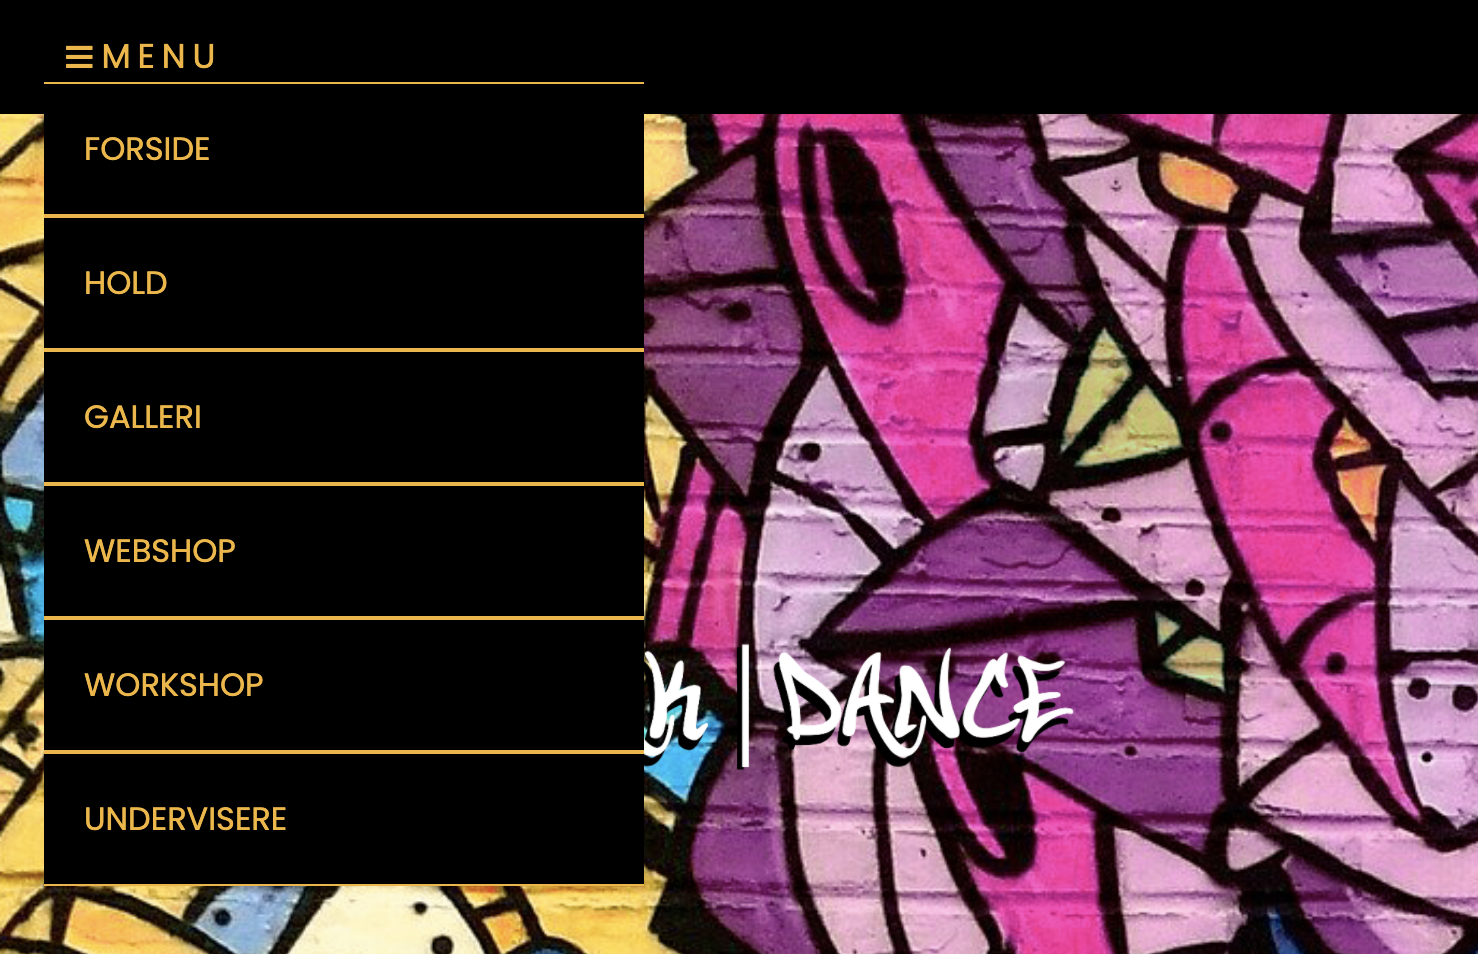 MENU
FORSIDE
HOLD
GALLERI
WEBSHOP
WORKSHOP
| DANCE
UNDERVISERE